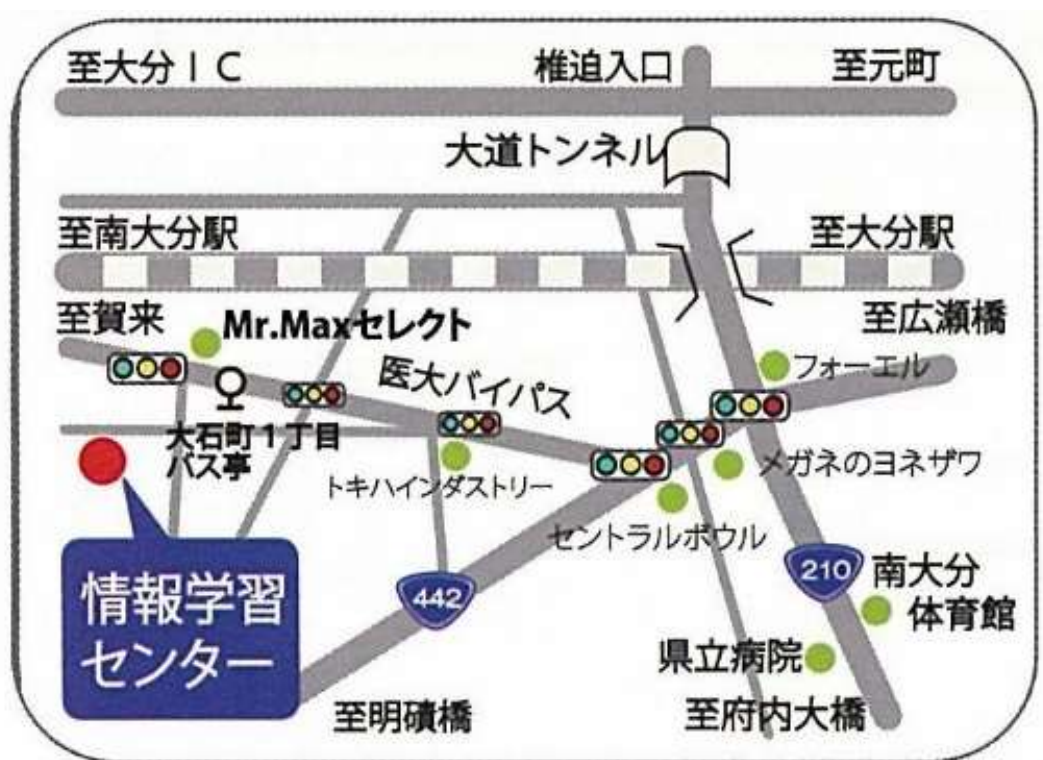 至大分IC
椎迫入口
至元町
大道トンネル
至南大分駅
至大分駅
至賀来
Mr.Maxセレクト
至広瀬橋
医大バイパス
フォーエル
大石町1丁目
バス亭
トキハインダストリー
メガネのヨネザワ
セントラルボウル
情報学習
センター
442
210
南大分
体育館
県立病院
至明磧橋
至府内大橋